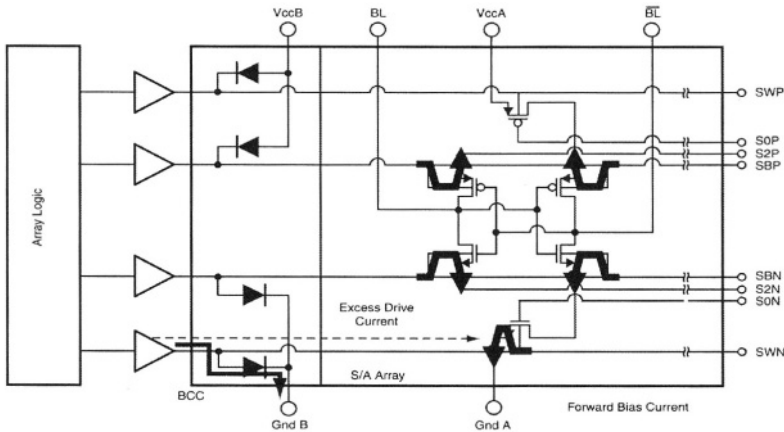 VccB
BL
VccA
BL
SWP
S0P
S2P
SBP
Array Logic
SBN
S2N
S0N
Excess Drive
Current
SWN
S/A Array
BCC
Gnd B
Gnd A
Forward Bias Current